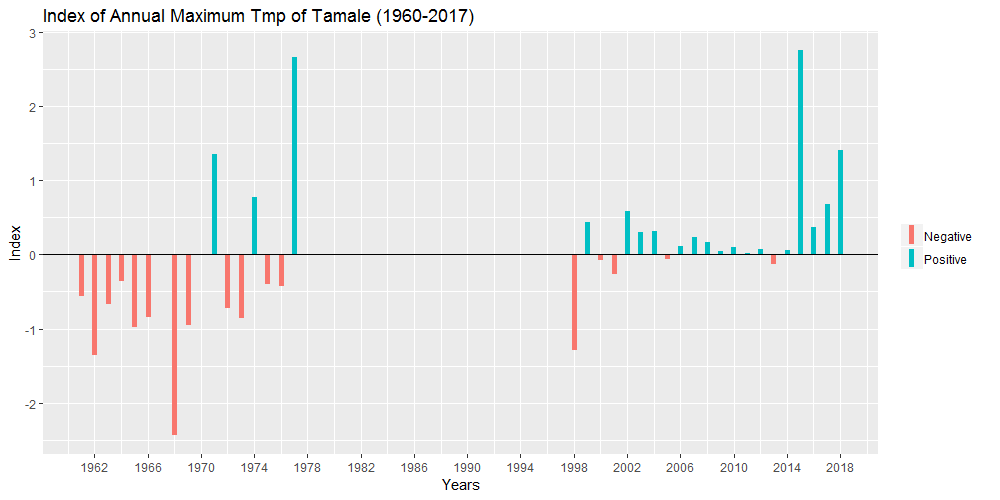 Index of Annual Maximum Tmp of Tamale (1960-2017)
3
2
1
0
-1
-2
Index
1962 1966 1970 1974 1978 1982 1986 1990 1994 1998 2002 2006 2010 2014 2018
Years
Negative
Positive